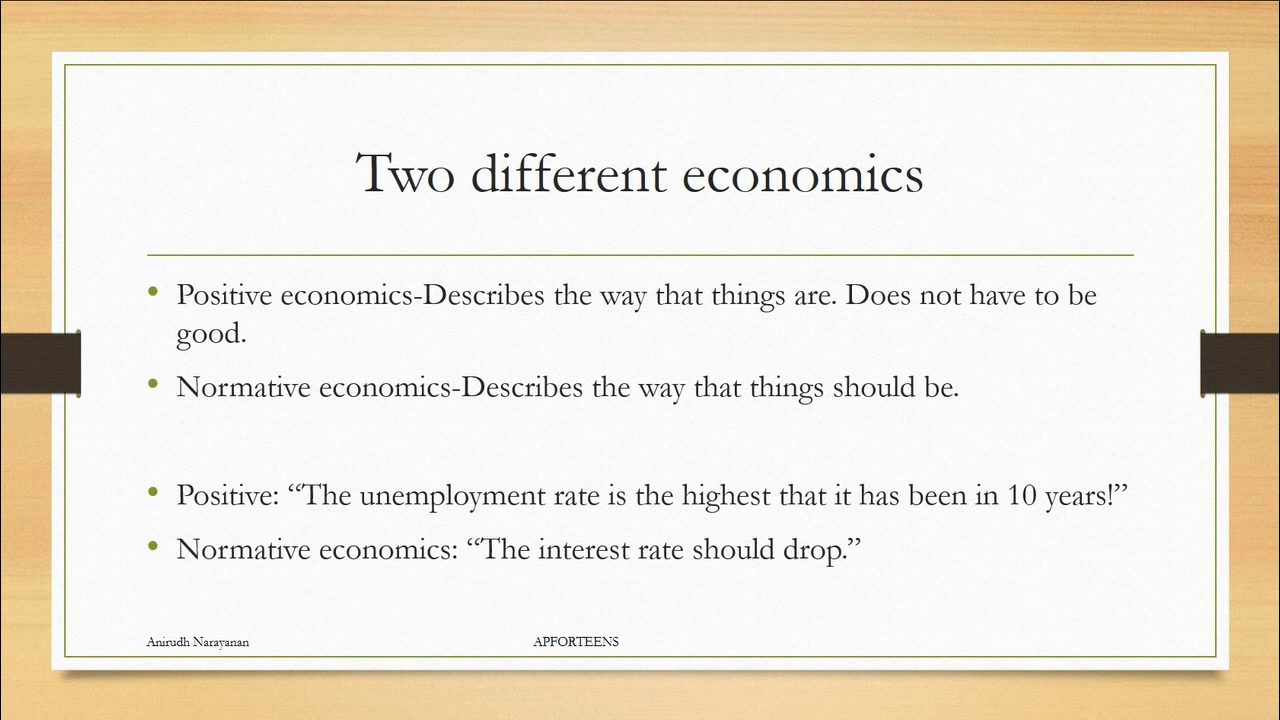 Two different economics
• Positive economics-Describes the way that things are. Does not have to be
good.
• Normative economics-Describes the way that things should be.
• Positive: “The unemployment rate is the highest that it has been in 10 years!”
• Normative economics: “The interest rate should drop.”
Anirudh Narayanan APFORTEENS